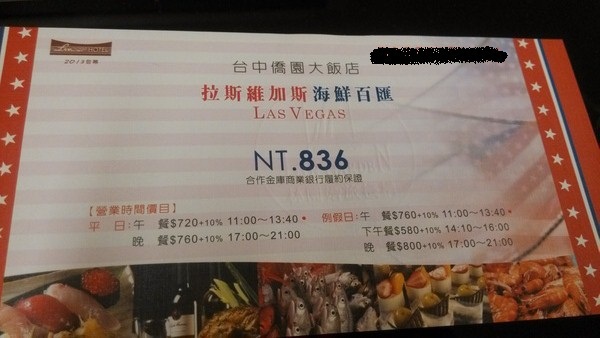 台中僑園大飯店
拉斯維加斯海鮮百匯
LAS VEGAS
NT.836
合作金庫商業銀行履約保證
【營業時間價目】
平 日:午 餐$720+10% 11:00～13:40 • 例假日:午 餐$760+10% 11:00～13:40 •
晚 餐$760+10% 17:00～21:00 下午餐$580+10% 14:10～16:00
晚 餐$800+10% 17:00～21:00